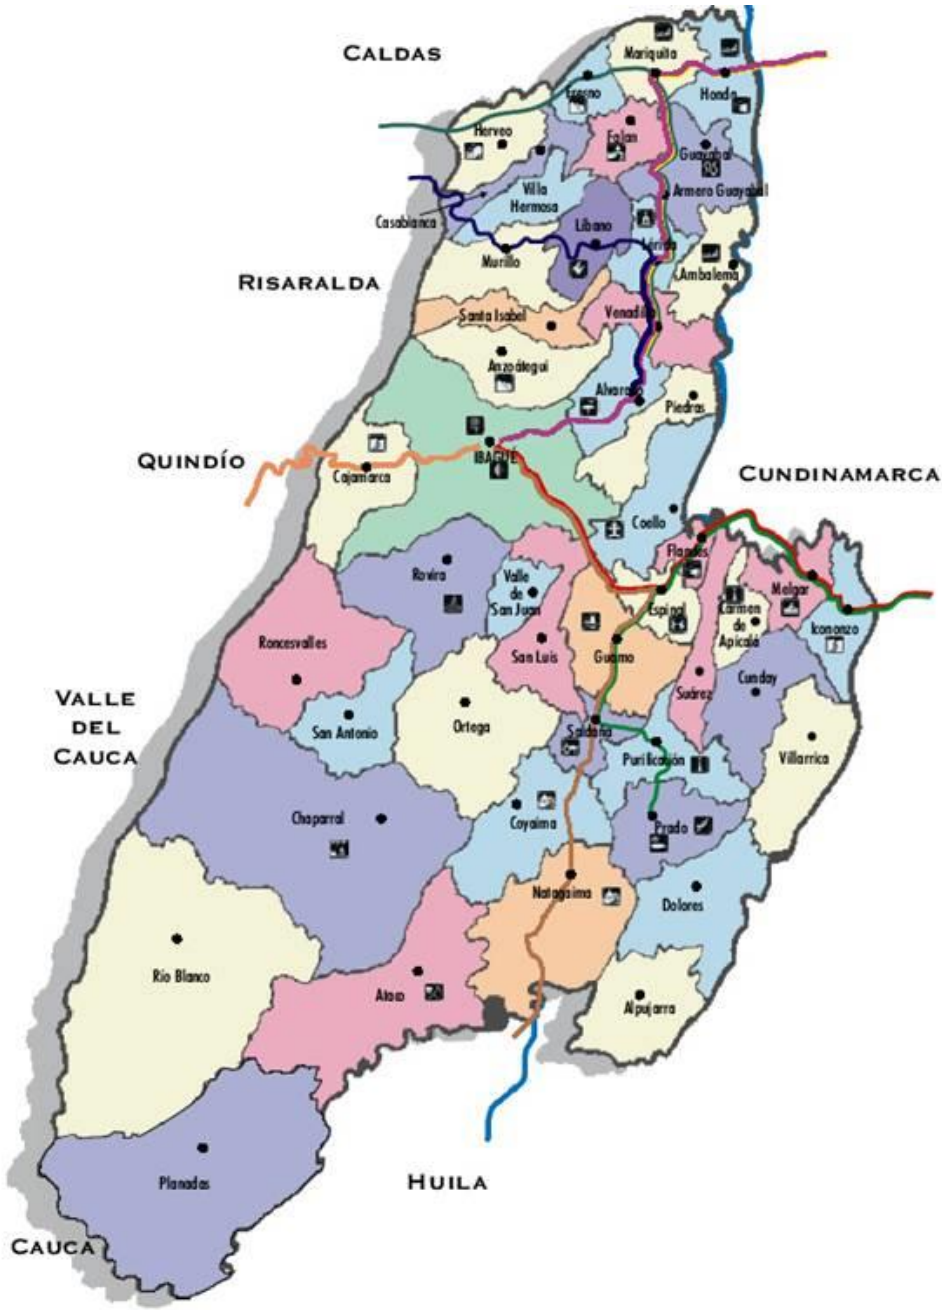 CALDAS
Mariquita
Fresno
Honda
Herveo
Falan
Guayabal
Villa
Hermosa
Armero Guayabal
Casabianca
Líbano
Lérida
Murillo
Ambalema
RISARALDA
Santa Isabel
Venadillo
Anzoátegui
Alvarado
Piedras
QUINDÍO
IBAGUÉ
Cajamarca
CUNDINAMARCA
Coello
Flandes
Rovira
Valle
de
San Juan
Espinal
Carmen
de
Apicalá
Melgar
Icononzo
Roncesvalles
San Luis
Guamo
Suárez
Cunday
VALLE
DEL
CAUCA
San Antonio
Ortega
Saldaña
Purificación
Villarrica
Chaparral
Coyaima
Prado
Natagaima
Dolores
Río Blanco
Ataco
Alpujarra
Planadas
HUILA
CAUCA